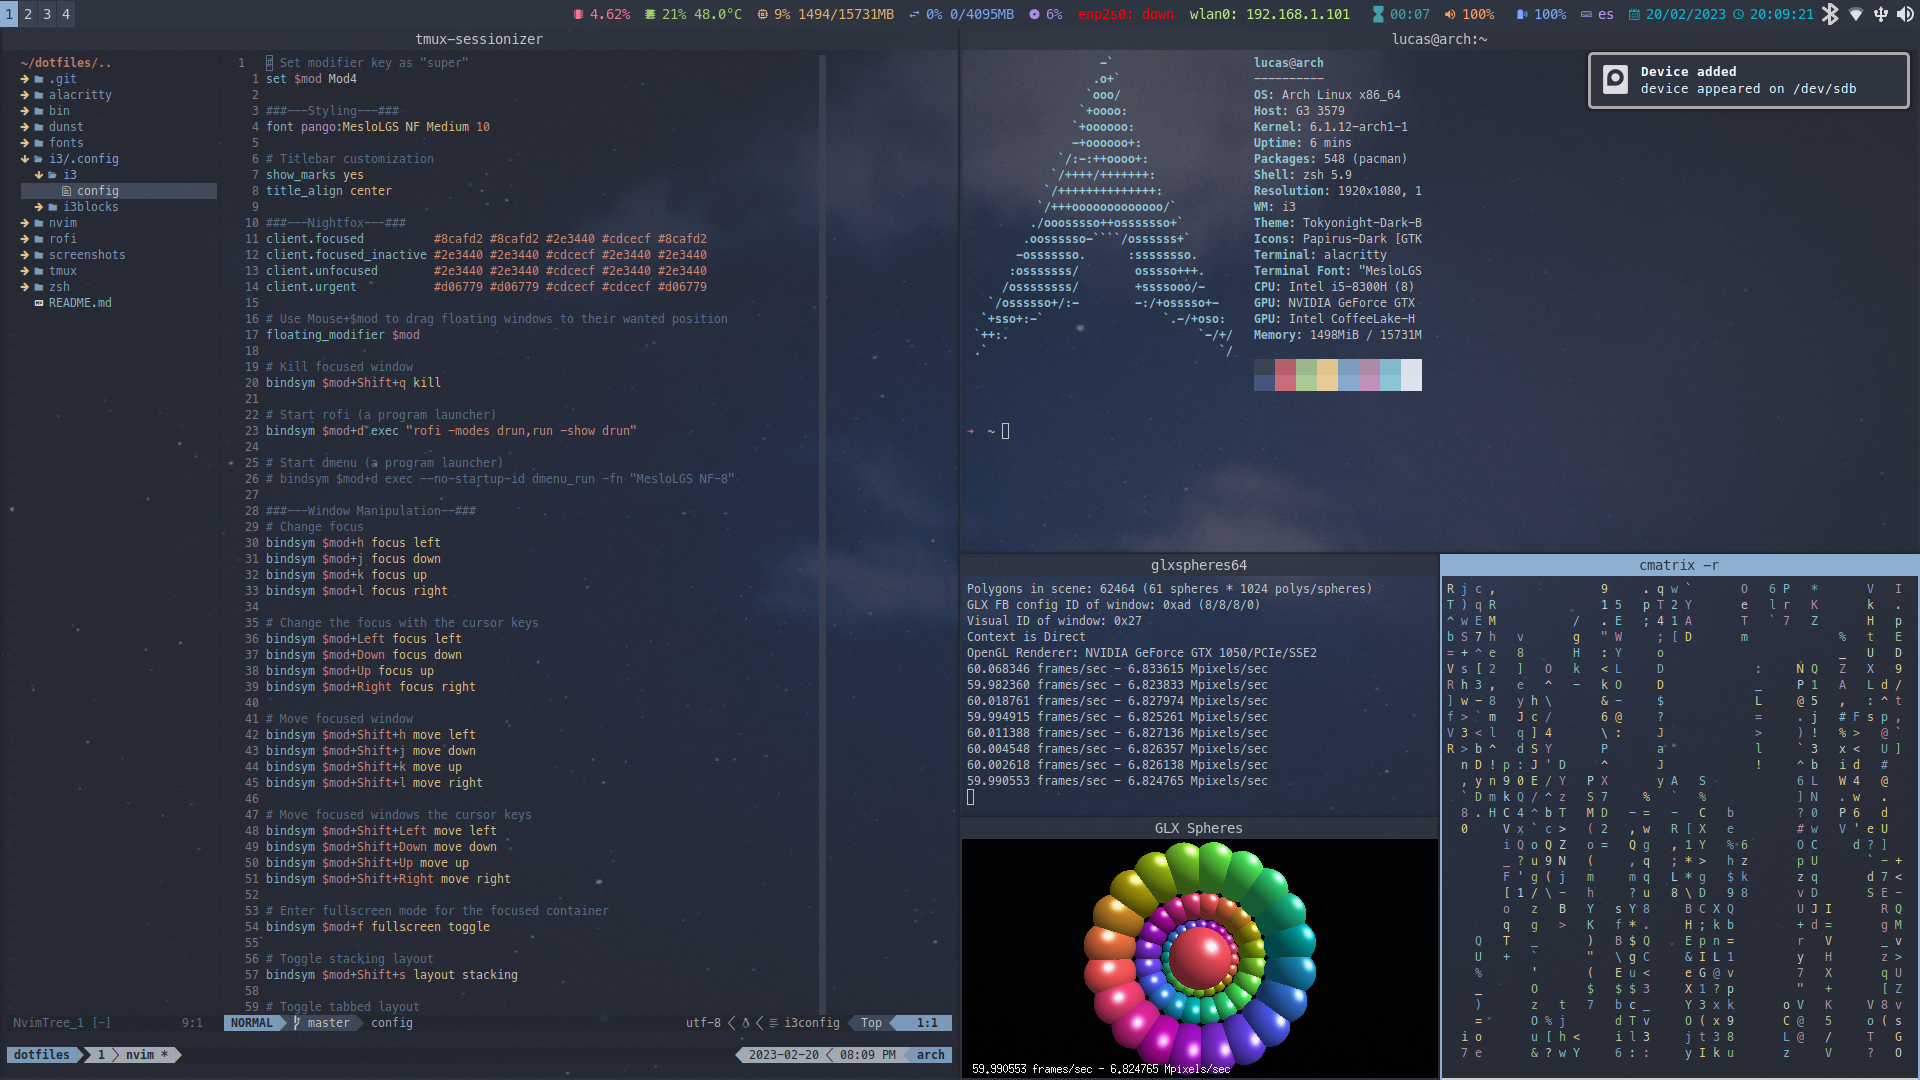 1 2 3 4
4.62% 21% 48.0°C 9% 1494/15731MB 0% 0/4095MB 6% enp2s0: down wlan0: 192.168.1.101 00:07 100% 100% es 20/02/2023 20:09:21
tmux-sessionizer
~/dotfiles/..
.git
alacritty
bin
dunst
fonts
i3/.config
i3
config
i3blocks
nvim
rofi
screenshots
tmux
zsh
README.md
1 # Set modifier key as "super"
1 set $mod Mod4
2
3 ###---Styling---###
4 font pango:MesloLGS NF Medium 10
5
6 # Titlebar customization
7 show_marks yes
8 title_align center
9
10 ###---Nightfox---###
11 client.focused #8cafd2 #8cafd2 #2e3440 #cdcecf #8cafd2
12 client.focused_inactive #2e3440 #2e3440 #cdcecf #2e3440 #2e3440
13 client.unfocused #2e3440 #2e3440 #cdcecf #2e3440 #2e3440
14 client.urgent #d06779 #d06779 #cdcecf #cdcecf #d06779
15
16 # Use Mouse+$mod to drag floating windows to their wanted position
17 floating_modifier $mod
18
19 # Kill focused window
20 bindsym $mod+Shift+q kill
21
22 # Start rofi (a program launcher)
23 bindsym $mod+d exec "rofi -modes drun,run -show drun"
24
25 # Start dmenu (a program launcher)
26 # bindsym $mod+d exec --no-startup-id dmenu_run -fn "MesloLGS NF-8"
27
28 ###---Window Manipulation--###
29 # Change focus
30 bindsym $mod+h focus left
31 bindsym $mod+j focus down
32 bindsym $mod+k focus up
33 bindsym $mod+l focus right
34
35 # Change the focus with the cursor keys
36 bindsym $mod+Left focus left
37 bindsym $mod+Down focus down
38 bindsym $mod+Up focus up
39 bindsym $mod+Right focus right
40
41 # Move focused window
42 bindsym $mod+Shift+h move left
43 bindsym $mod+Shift+j move down
44 bindsym $mod+Shift+k move up
45 bindsym $mod+Shift+l move right
46
47 # Move focused windows the cursor keys
48 bindsym $mod+Shift+Left move left
49 bindsym $mod+Shift+Down move down
50 bindsym $mod+Shift+Up move up
51 bindsym $mod+Shift+Right move right
52
53 # Enter fullscreen mode for the focused container
54 bindsym $mod+f fullscreen toggle
55
56 # Toggle stacking layout
57 bindsym $mod+Shift+s layout stacking
58
59 # Toggle tabbed layout
NvimTree_1 [-] 9:1 NORMAL master config utf-8 i3config Top 1:1
dotfiles 1 nvim * 2023-02-20 08:09 PM arch
lucas@arch:~
lucas@arch
----------
OS: Arch Linux x86_64
Host: G3 3579
Kernel: 6.1.12-arch1-1
Uptime: 6 mins
Packages: 548 (pacman)
Shell: zsh 5.9
Resolution: 1920x1080, 1
WM: i3
Theme: Tokyonight-Dark-B
Icons: Papirus-Dark [GTK
Terminal: alacritty
Terminal Font: "MesloLGS
CPU: Intel i5-8300H (8)
GPU: NVIDIA GeForce GTX
GPU: Intel CoffeeLake-H
Memory: 1498MiB / 15731M
→ ~
Device added
device appeared on /dev/sdb
glxspheres64
Polygons in scene: 62464 (61 spheres * 1024 polys/spheres)
GLX FB config ID of window: 0xad (8/8/8/0)
Visual ID of window: 0x27
Context is Direct
OpenGL Renderer: NVIDIA GeForce GTX 1050/PCIe/SSE2
60.068346 frames/sec - 6.833615 Mpixels/sec
59.982360 frames/sec - 6.823833 Mpixels/sec
60.018761 frames/sec - 6.827974 Mpixels/sec
59.994915 frames/sec - 6.825261 Mpixels/sec
60.011388 frames/sec - 6.827136 Mpixels/sec
60.004548 frames/sec - 6.826357 Mpixels/sec
60.002618 frames/sec - 6.826138 Mpixels/sec
59.990553 frames/sec - 6.824765 Mpixels/sec
GLX Spheres
59.990553 frames/sec - 6.824765 Mpixels/sec
cmatrix -r